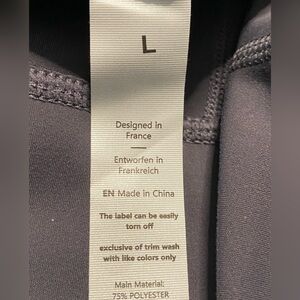 L
Designed in
France
Entworfen in
Frankreich
EN Made in China
The label can be easily
torn off
exclusive of trim wash
with like colors only
Main Material:
75% POLYESTER